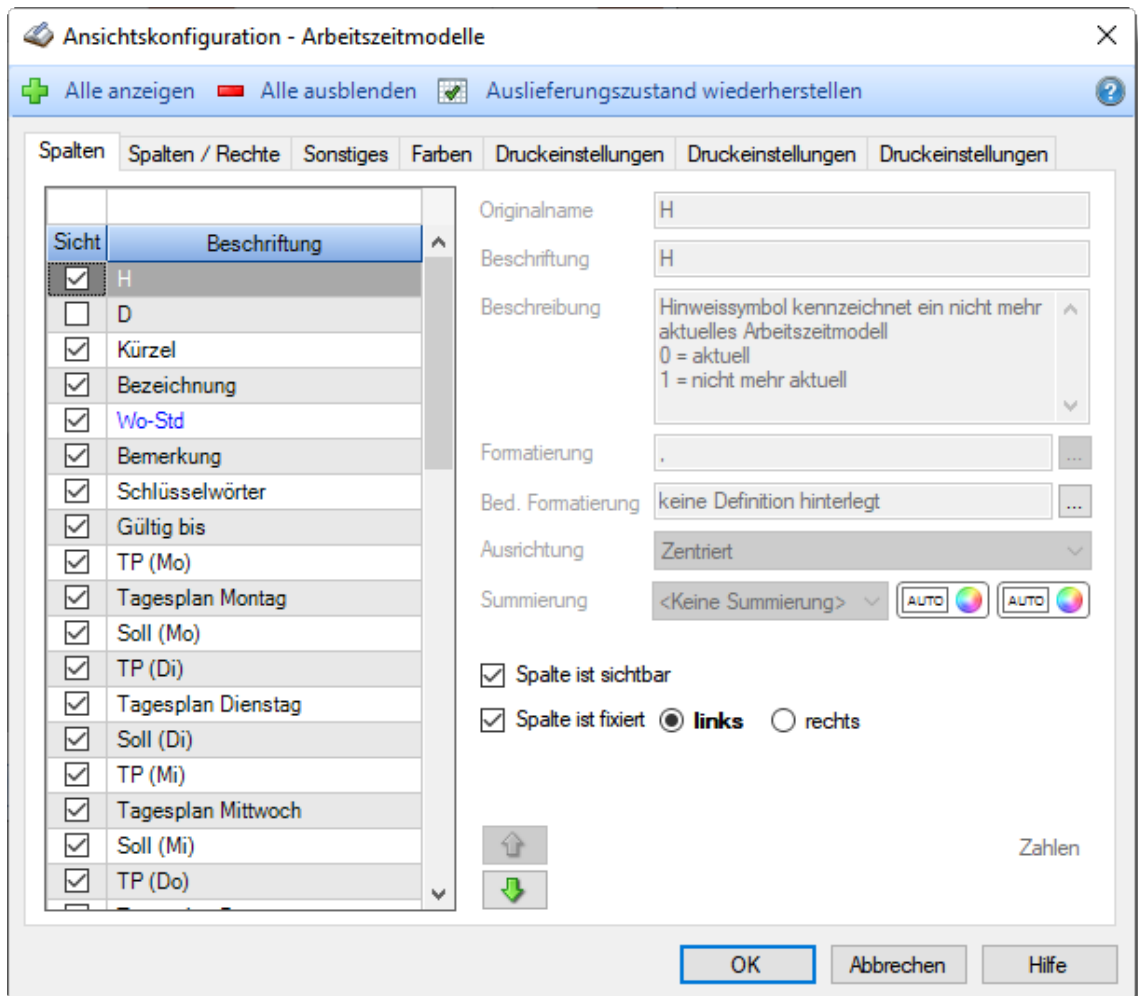 Ansichtskonfiguration - Arbeitszeitmodelle
Alle anzeigen Alle ausblenden Auslieferungszustand wiederherstellen ?
Spalten Spalten / Rechte Sonstiges Farben Druckeinstellungen Druckeinstellungen Druckeinstellungen
Sicht Beschriftung
H
D
Kürzel
Bezeichnung
Wo-Std
Bemerkung
Schlüsselwörter
Gültig bis
TP (Mo)
Tagesplan Montag
Soll (Mo)
TP (Di)
Tagesplan Dienstag
Soll (Di)
TP (Mi)
Tagesplan Mittwoch
Soll (Mi)
TP (Do)
Originalname H
Beschriftung H
Beschreibung Hinweissymbol kennzeichnet ein nicht mehr
aktuelles Arbeitszeitmodell
0 = aktuell
1 = nicht mehr aktuell
Formatierung , ...
Bed. Formatierung keine Definition hinterlegt ...
Ausrichtung Zentriert
Summierung <Keine Summierung> AUTO AUTO
Spalte ist sichtbar
Spalte ist fixiert links rechts
Zahlen
OK Abbrechen Hilfe